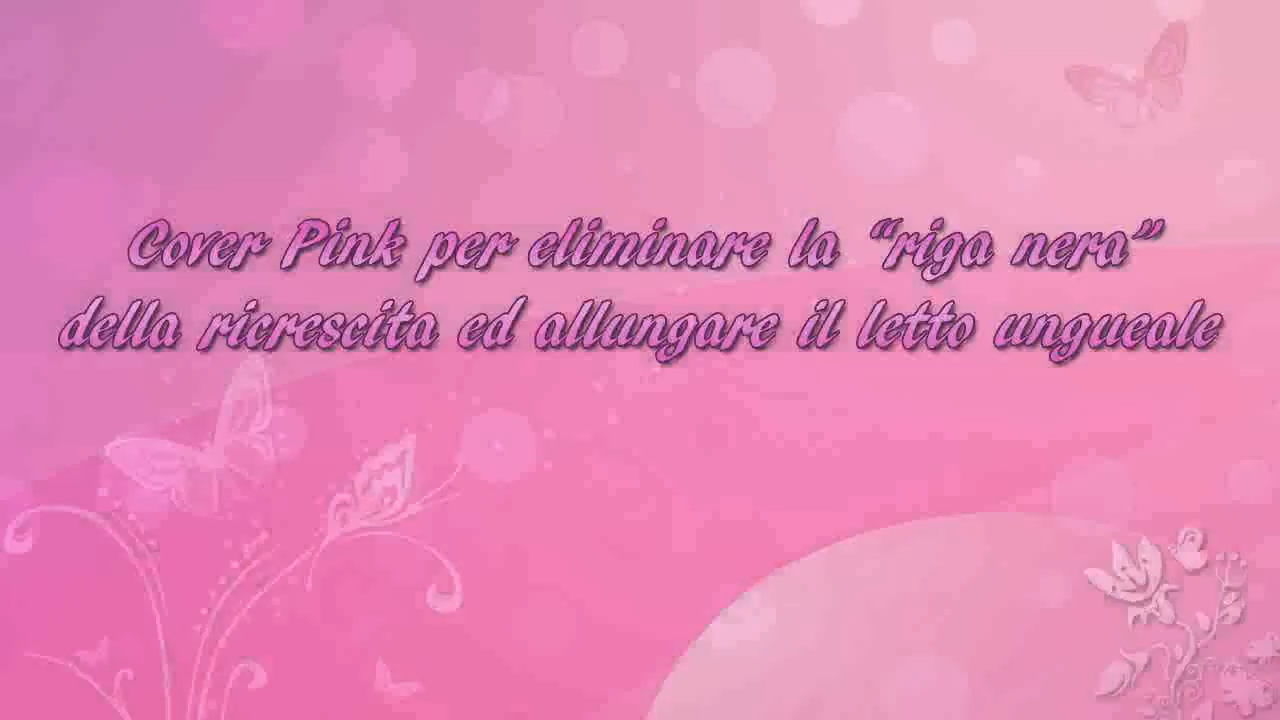 Cover Pink per eliminare la “riga nera”
della ricrescita ed allungare il letto ungueale